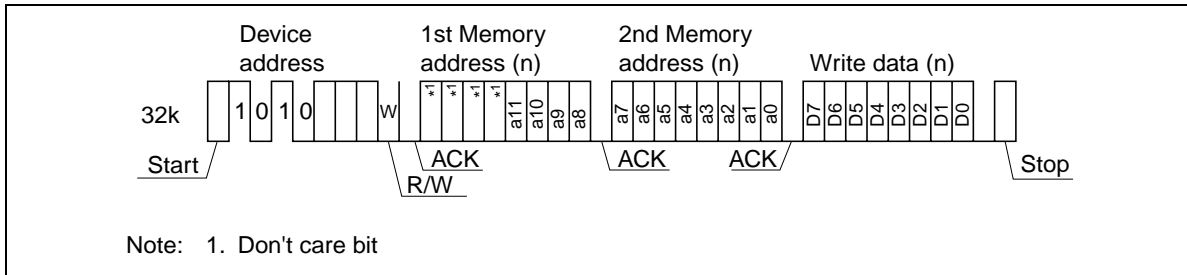 Device address
1st Memory address (n)
2nd Memory address (n)
Write data (n)
32k
1 0 1 0 W *1 *1 *1 *1 a11 a10 a9 a8 a7 a6 a5 a4 a3 a2 a1 a0 D7 D6 D5 D4 D3 D2 D1 D0
Start ACK ACK ACK Stop
R/W
Note: 1. Don't care bit